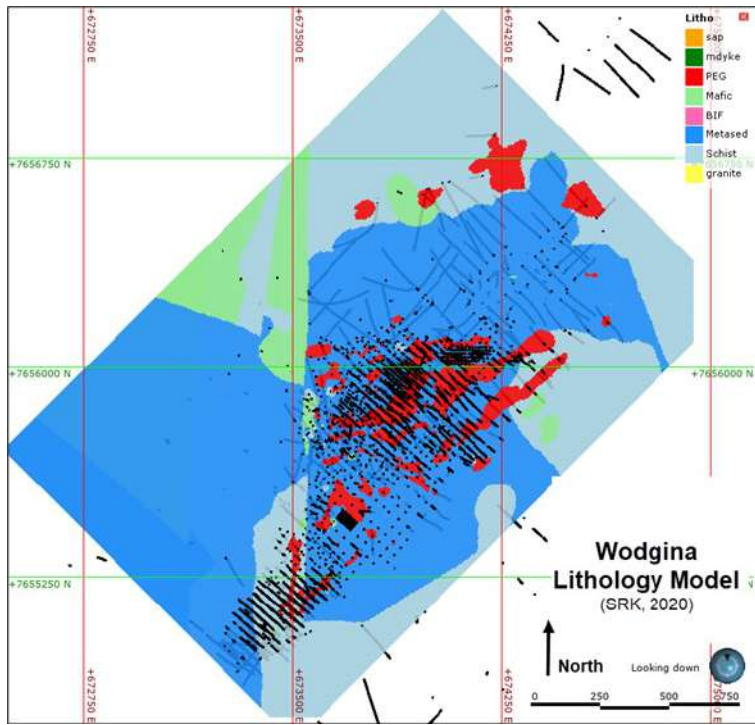 +672750 E
+673500 E
+674250 E
Litho
sap
mdyke
PEG
Mafic
BIF
Metased
Schist
granite
+7656750 N
+7656000 N
+7656000 N
+7655250 N
Wodgina
Lithology Model
(SRK, 2020)
North
Looking down
0 250 500 750
+672750 E
+673500 E
+674250 E